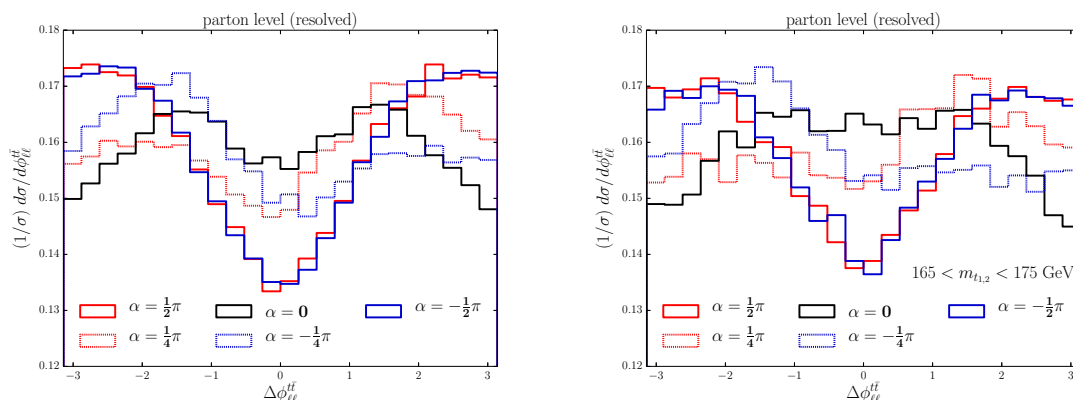 parton level (resolved)
0.18
0.17
0.16
0.15
0.14
0.13
0.12
(1/σ) dσ/dϕ_{ℓℓ}^{tt̄}
α = ½π
α = 0
α = −½π
α = ¼π
α = −¼π
−3 −2 −1 0 1 2 3
Δϕ_{ℓℓ}^{tt̄}
parton level (resolved)
0.18
0.17
0.16
0.15
0.14
0.13
0.12
(1/σ) dσ/dϕ_{ℓℓ}^{tt̄}
165 < m_{t_{1,2}} < 175 GeV
α = ½π
α = 0
α = −½π
α = ¼π
α = −¼π
−3 −2 −1 0 1 2 3
Δϕ_{ℓℓ}^{tt̄}